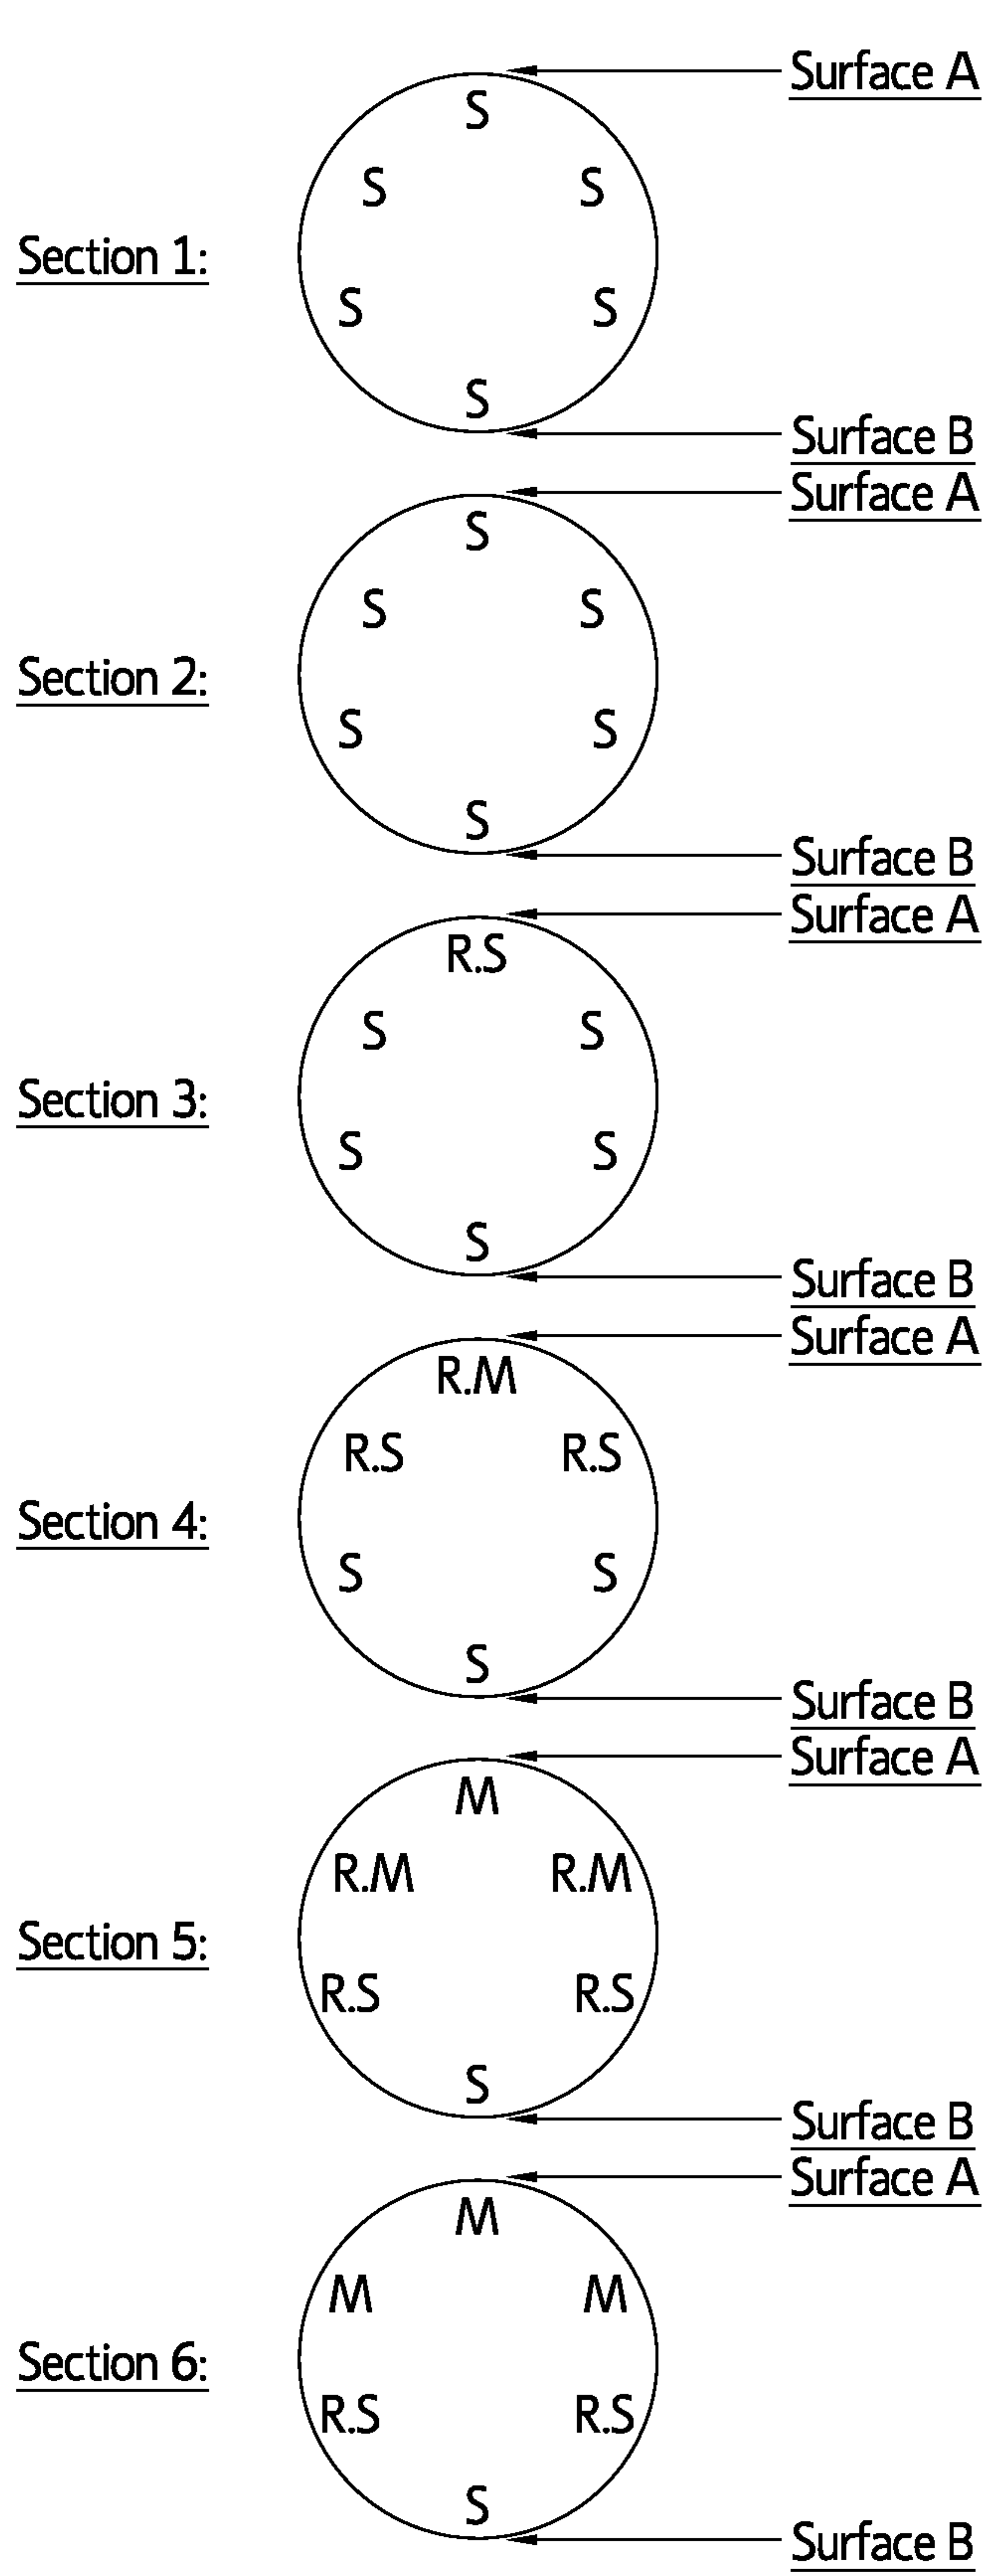 Surface A
S
S S
Section 1:
S S
S
Surface B
Surface A
S
S S
Section 2:
S S
S
Surface B
Surface A
R.S
S S
Section 3:
S S
S
Surface B
Surface A
R.M
R.S R.S
Section 4:
S S
S
Surface B
Surface A
M
R.M R.M
Section 5:
R.S R.S
S
Surface B
Surface A
M
M M
Section 6:
R.S R.S
S
Surface B